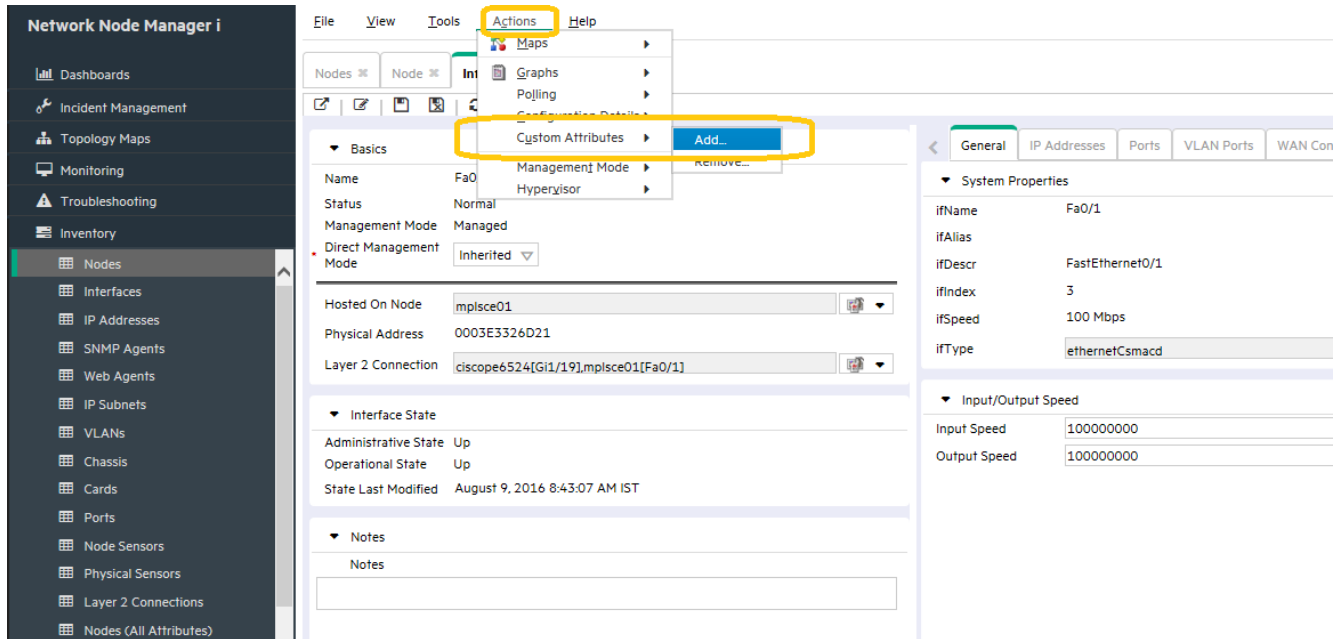 Network Node Manager i
File View Tools Actions Help
Dashboards
Incident Management
Topology Maps
Monitoring
Troubleshooting
Inventory
Nodes
Interfaces
IP Addresses
SNMP Agents
Web Agents
IP Subnets
VLANs
Chassis
Cards
Ports
Node Sensors
Physical Sensors
Layer 2 Connections
Nodes (All Attributes)
Nodes Node Int
Maps
Graphs
Polling
Configuration Details
Custom Attributes
Management Mode
Hypervisor
Add...
Remove...
Basics
Name Fa0
Status Normal
Management Mode Managed
* Direct Management Mode Inherited
Hosted On Node mplsce01
Physical Address 0003E3326D21
Layer 2 Connection ciscope6524[Gi1/19],mplsce01[Fa0/1]
Interface State
Administrative State Up
Operational State Up
State Last Modified August 9, 2016 8:43:07 AM IST
Notes
Notes
General IP Addresses Ports VLAN Ports WAN Con
System Properties
ifName Fa0/1
ifAlias
ifDescr FastEthernet0/1
ifIndex 3
ifSpeed 100 Mbps
ifType ethernetCsmacd
Input/Output Speed
Input Speed 100000000
Output Speed 100000000